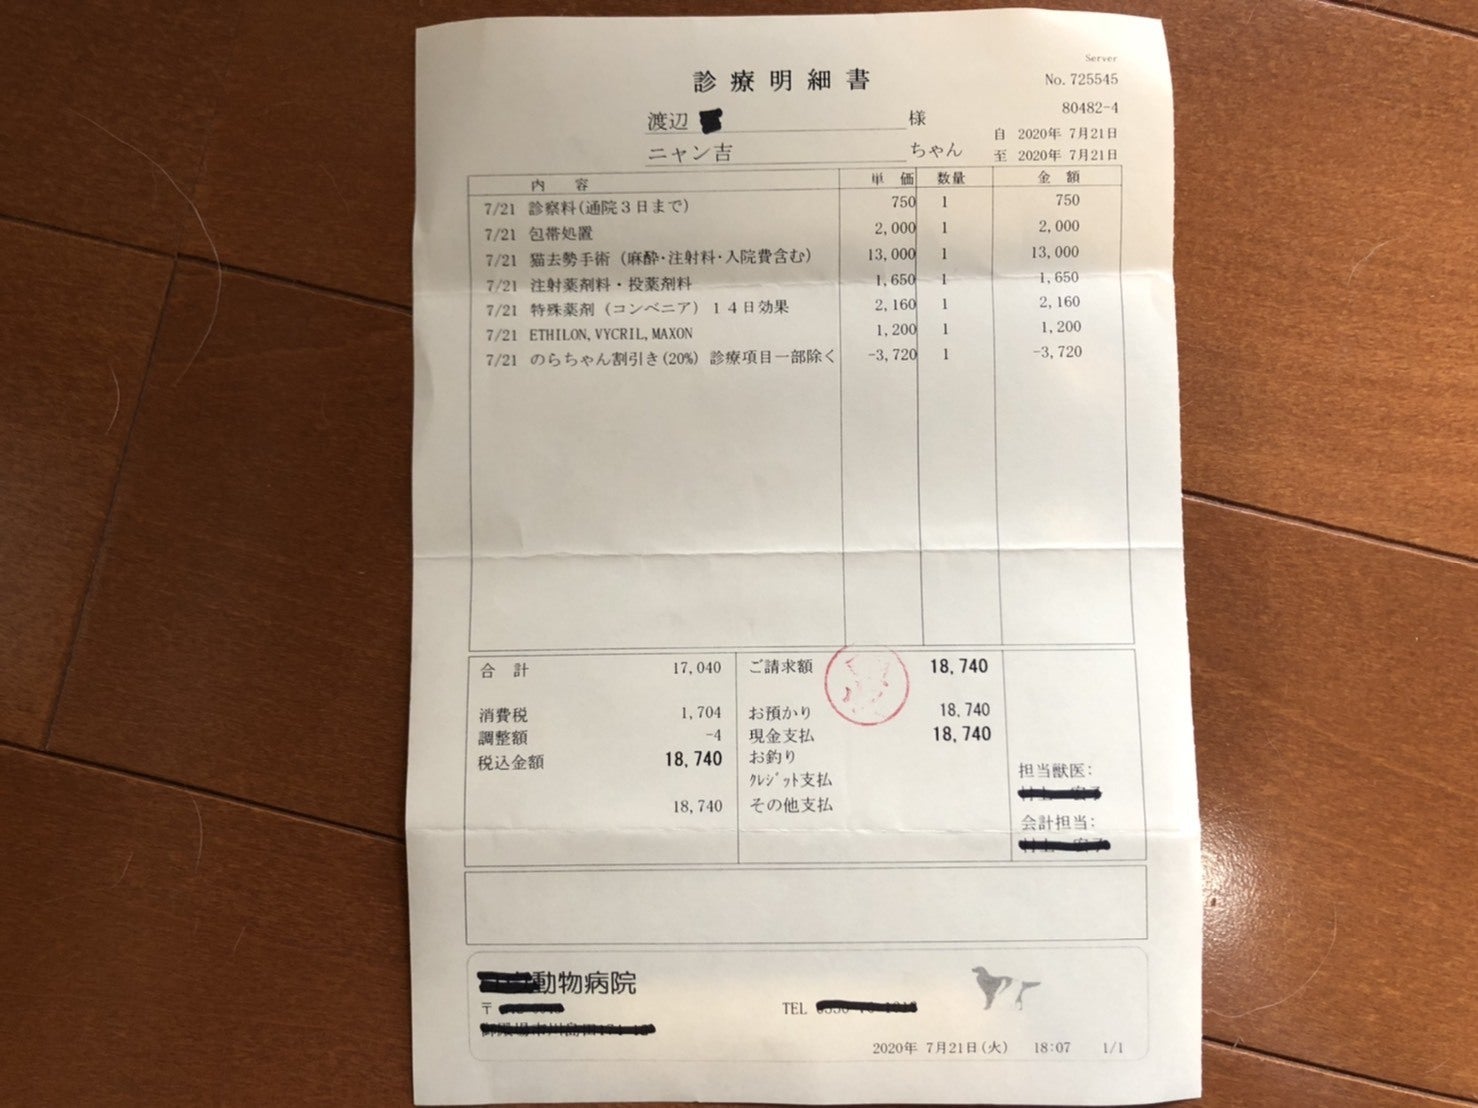 Server
診療明細書
No. 725545
80482-4
渡辺 様
自 2020年 7月21日
ニャン吉 ちゃん
至 2020年 7月21日
内 容 単 価 数量 金 額
7/21 診察料(通院３日まで) 750 1 750
7/21 包帯処置 2,000 1 2,000
7/21 猫去勢手術 (麻酔･注射料･入院費含む) 13,000 1 13,000
7/21 注射薬剤料・投薬剤料 1,650 1 1,650
7/21 特殊薬剤 (コンベニア) １４日効果 2,160 1 2,160
7/21 ETHILON,VYCRIL,MAXON 1,200 1 1,200
7/21 のらちゃん割引き(20%) 診療項目一部除く -3,720 1 -3,720
合 計 17,040 ご請求額 18,740
消費税 1,704 お預かり 18,740
調整額 -4 現金支払 18,740
税込金額 18,740 お釣り
ｸﾚｼﾞｯﾄ支払
18,740 その他支払
担当獣医:
会計担当:
動物病院
〒
TEL
2020年 7月21日(火) 18:07 1/1